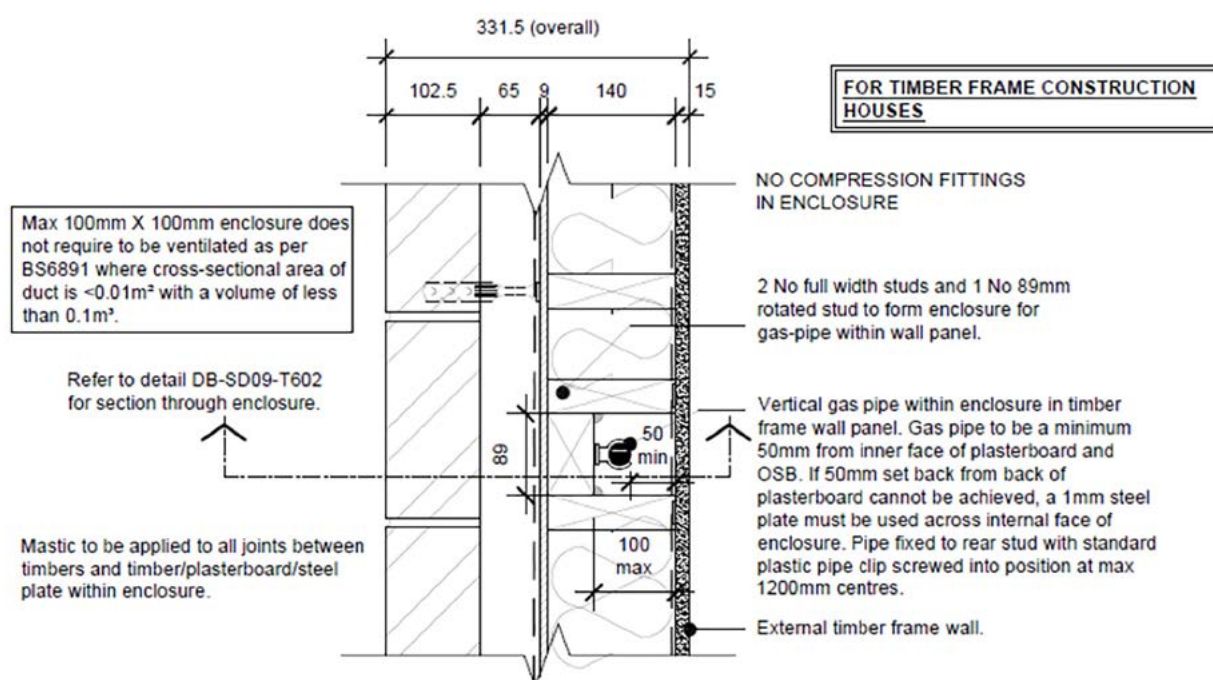 331.5 (overall)
102.5 65 9 140 15
FOR TIMBER FRAME CONSTRUCTION
HOUSES
NO COMPRESSION FITTINGS
IN ENCLOSURE
Max 100mm X 100mm enclosure does
not require to be ventilated as per
BS6891 where cross-sectional area of
duct is <0.01m² with a volume of less
than 0.1m³.
2 No full width studs and 1 No 89mm
rotated stud to form enclosure for
gas-pipe within wall panel.
Refer to detail DB-SD09-T602
for section through enclosure.
Vertical gas pipe within enclosure in timber
frame wall panel. Gas pipe to be a minimum
50mm from inner face of plasterboard and
OSB. If 50mm set back from back of
plasterboard cannot be achieved, a 1mm steel
plate must be used across internal face of
enclosure. Pipe fixed to rear stud with standard
plastic pipe clip screwed into position at max
1200mm centres.
50
min
89
100
max
Mastic to be applied to all joints between
timbers and timber/plasterboard/steel
plate within enclosure.
External timber frame wall.